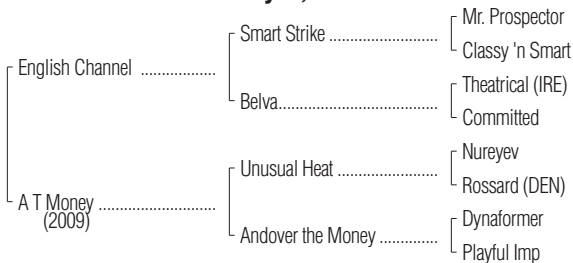 Mr. Prospector
Smart Strike ........................
Classy 'n Smart
English Channel .................
Theatrical (IRE)
Belva...................................
Committed
Nureyev
Unusual Heat ......................
Rossard (DEN)
A T Money ..........................
(2009)
Dynaformer
Andover the Money ..............
Playful Imp